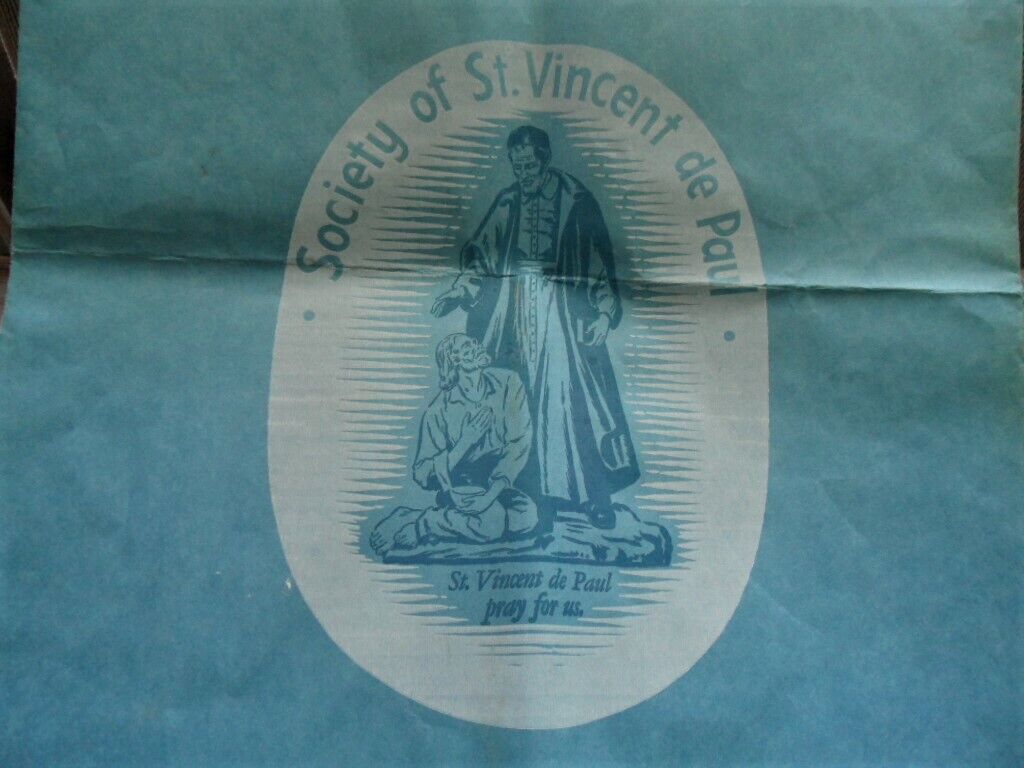 • Society of St. Vincent de Paul •
St. Vincent de Paul
pray for us.